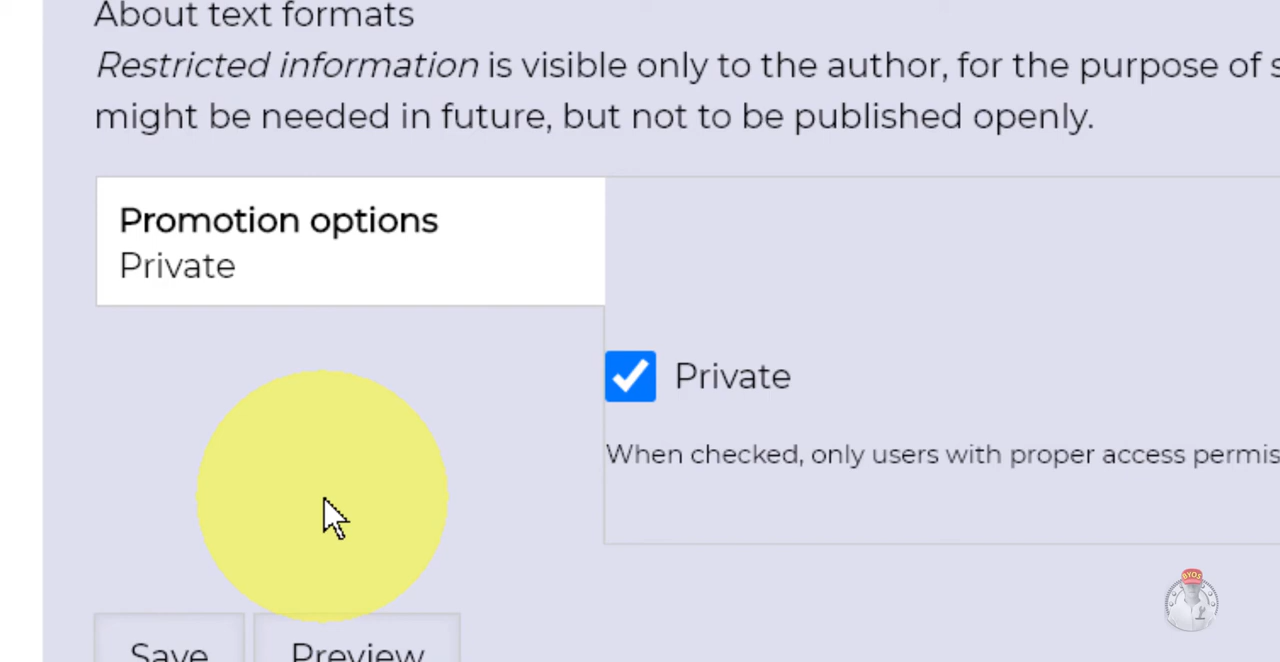 About text formats
Restricted information is visible only to the author, for the purpose of s
might be needed in future, but not to be published openly.
Promotion options
Private
Private
When checked, only users with proper access permis
Save
Preview
BYOS